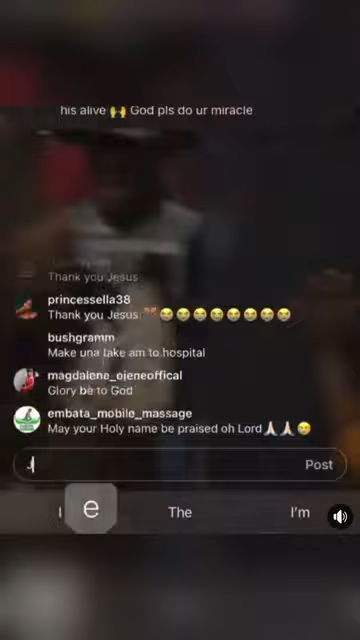 his alive 🙌 God pls do ur miracle
Thank you Jesus
princessella38
Thank you Jesus 😭😭😭😭😭😭😭😭
bushgramm
Make una take am to hospital
magdalene_ojeneoffical
Glory be to God
embata_mobile_massage
May your Holy name be praised oh Lord🙏🏻🙏🏻😢
J
Post
I
e
The
I'm